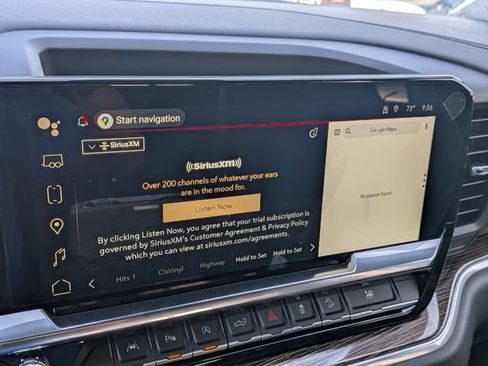 Start navigation
73°
9:36
SiriusXM
Google Maps
((SiriusXM))
Over 200 channels of whatever your ears
are in the mood for.
Listen Now
No places found
By clicking Listen Now, you agree that your trial subscription is
governed by SiriusXM's Customer Agreement & Privacy Policy
which you can view at siriusxm.com/agreements.
Hits 1
ClsVinyl
Highway
Hold to Set
Hold to Set